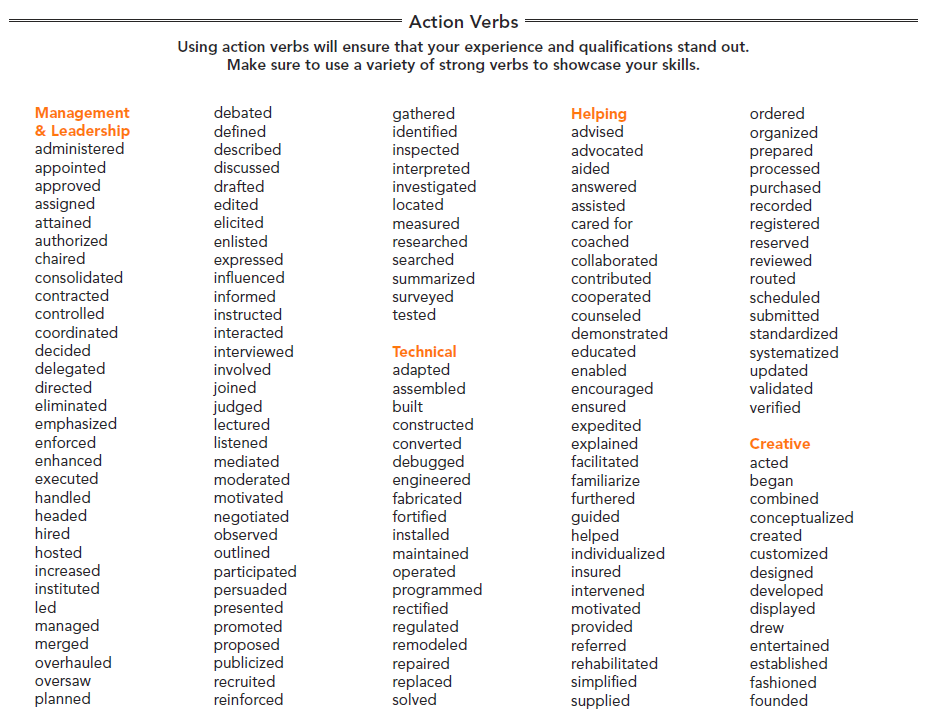 Action Verbs
Using action verbs will ensure that your experience and qualifications stand out.
Make sure to use a variety of strong verbs to showcase your skills.
Management
& Leadership
administered
appointed
approved
assigned
attained
authorized
chaired
consolidated
contracted
controlled
coordinated
decided
delegated
directed
eliminated
emphasized
enforced
enhanced
executed
handled
headed
hired
hosted
increased
instituted
led
managed
merged
overhauled
oversaw
planned
debated
defined
described
discussed
drafted
edited
elicited
enlisted
expressed
influenced
informed
instructed
interacted
interviewed
involved
joined
judged
lectured
listened
mediated
moderated
motivated
negotiated
observed
outlined
participated
persuaded
presented
promoted
proposed
publicized
recruited
reinforced
gathered
identified
inspected
interpreted
investigated
located
measured
researched
searched
summarized
surveyed
tested
Technical
adapted
assembled
built
constructed
converted
debugged
engineered
fabricated
fortified
installed
maintained
operated
programmed
rectified
regulated
remodeled
repaired
replaced
solved
Helping
advised
advocated
aided
answered
assisted
cared for
coached
collaborated
contributed
cooperated
counseled
demonstrated
educated
enabled
encouraged
ensured
expedited
explained
facilitated
familiarize
furthered
guided
helped
individualized
insured
intervened
motivated
provided
referred
rehabilitated
simplified
supplied
ordered
organized
prepared
processed
purchased
recorded
registered
reserved
reviewed
routed
scheduled
submitted
standardized
systematized
updated
validated
verified
Creative
acted
began
combined
conceptualized
created
customized
designed
developed
displayed
drew
entertained
established
fashioned
founded